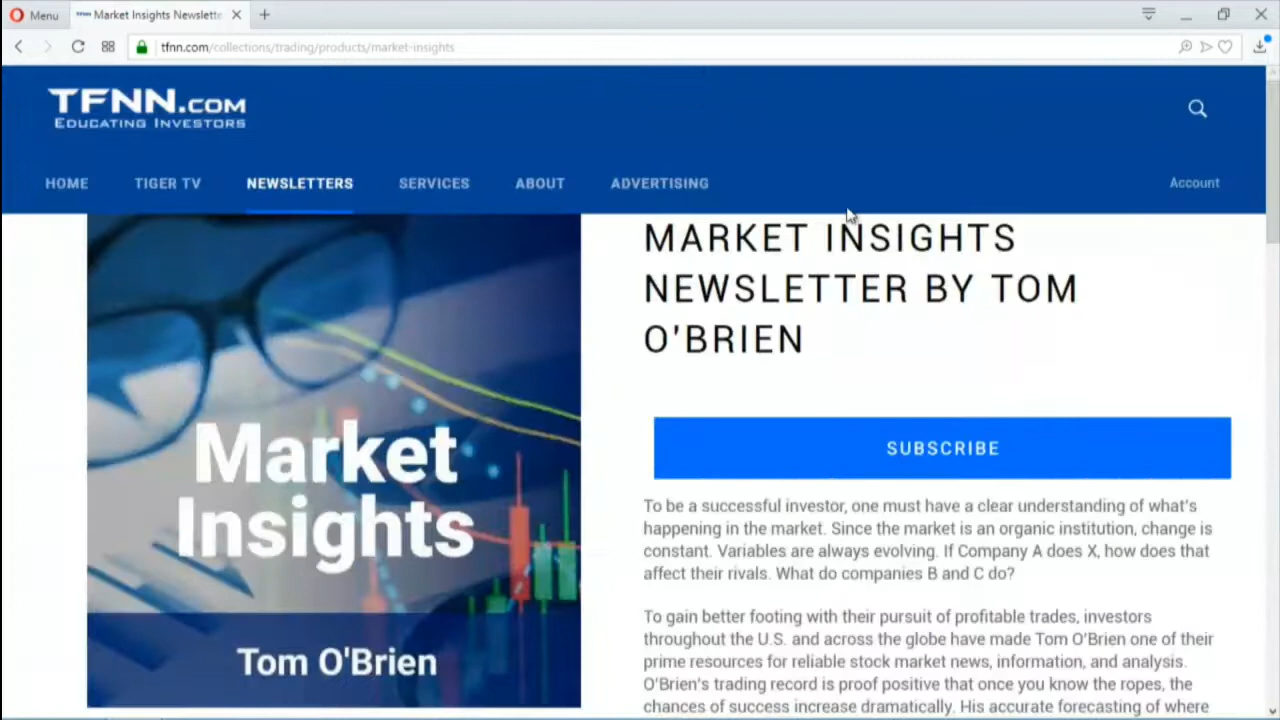 Menu
Market Insights Newslette
tfnn.com/collections/trading/products/market-insights
TFNN.COM
EDUCATING INVESTORS
HOME TIGER TV NEWSLETTERS SERVICES ABOUT ADVERTISING Account
Market
Insights
Tom O'Brien
MARKET INSIGHTS
NEWSLETTER BY TOM
O'BRIEN
SUBSCRIBE
To be a successful investor, one must have a clear understanding of what's
happening in the market. Since the market is an organic institution, change is
constant. Variables are always evolving. If Company A does X, how does that
affect their rivals. What do companies B and C do?
To gain better footing with their pursuit of profitable trades, investors
throughout the U.S. and across the globe have made Tom O'Brien one of their
prime resources for reliable stock market news, information, and analysis.
O'Brien's trading record is proof positive that once you know the ropes, the
chances of success increase dramatically. His accurate forecasting of where